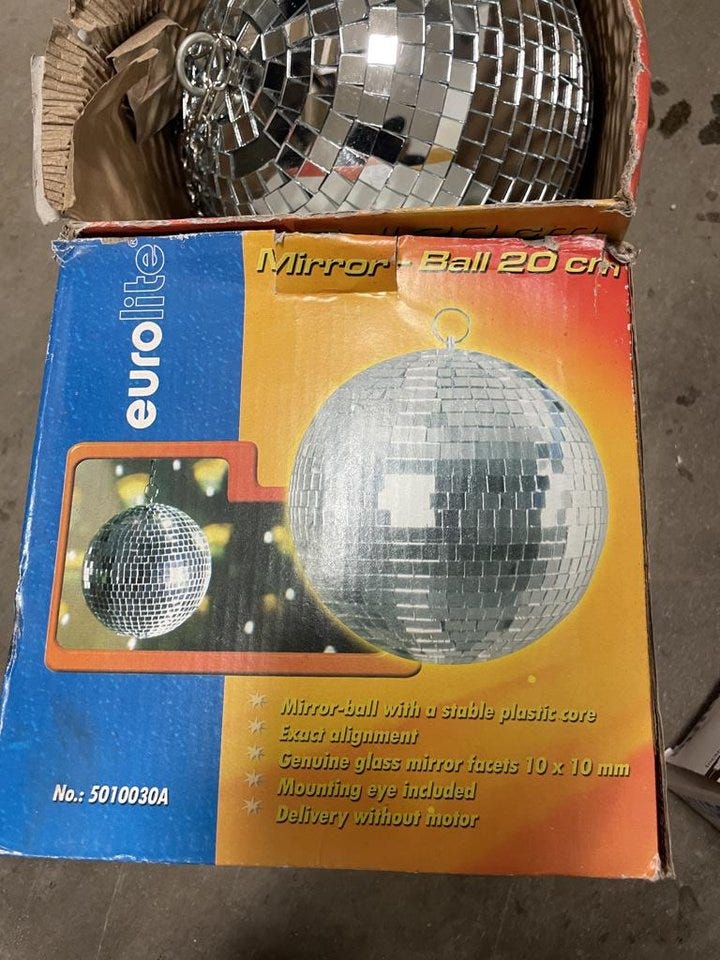 eurolite®
Mirror - Ball 20 cm
Mirror-ball with a stable plastic core
Exact alignment
Genuine glass mirror facets 10 x 10 mm
Mounting eye included
Delivery without motor
No.: 5010030A